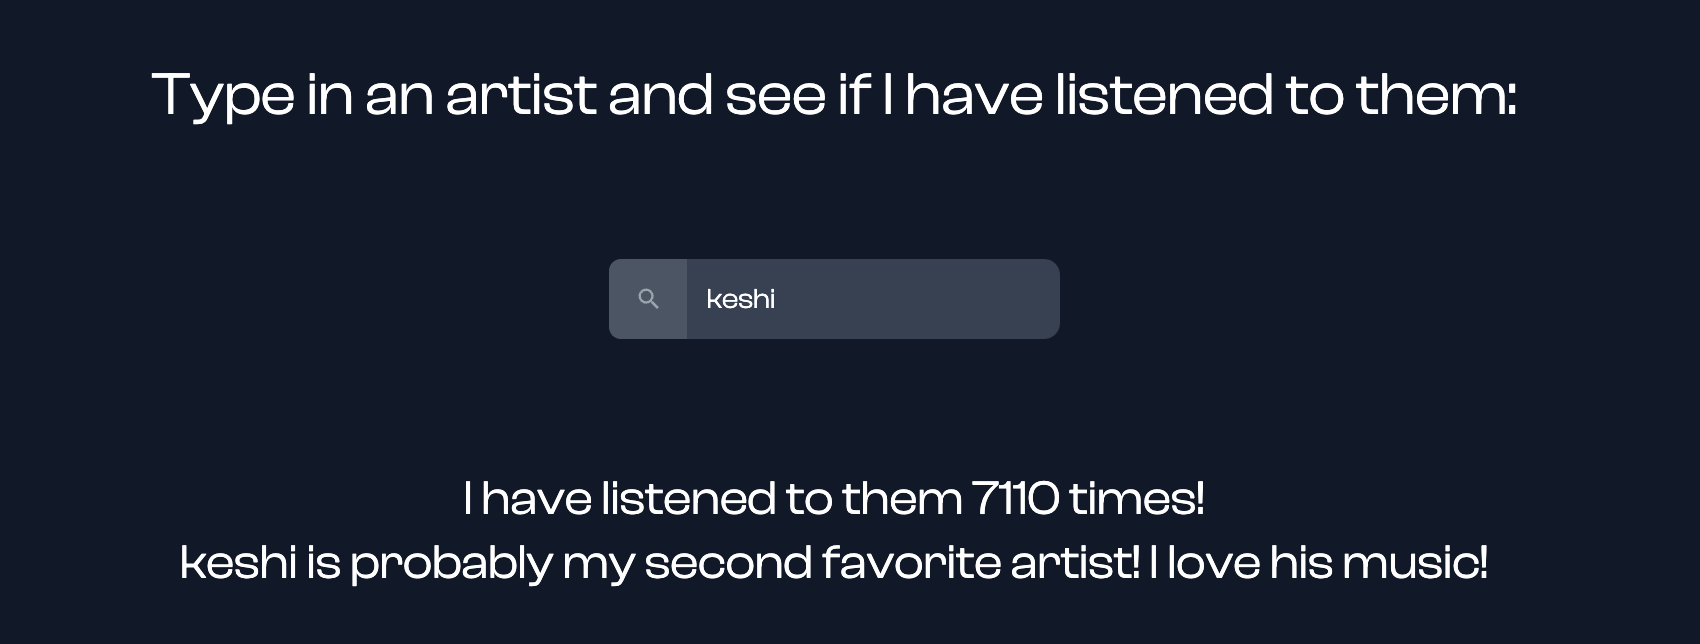 Type in an artist and see if I have listened to them:
keshi
I have listened to them 7110 times!
keshi is probably my second favorite artist! I love his music!